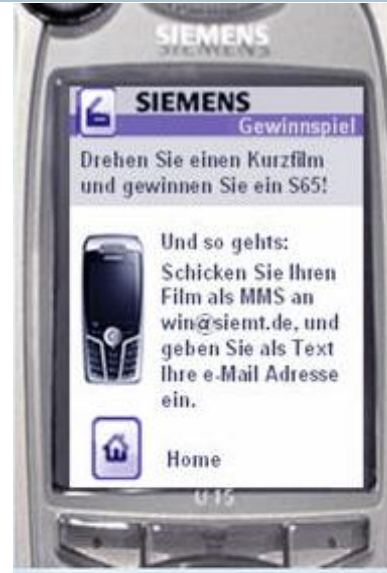 SIEMENS
SIEMENS
Gewinnspiel
Drehen Sie einen Kurzfilm
und gewinnen Sie ein S65!
Und so gehts:
Schicken Sie Ihren
Film als MMS an
win@siemt.de, und
geben Sie als Text
Ihre e-Mail Adresse
ein.
Home
U15